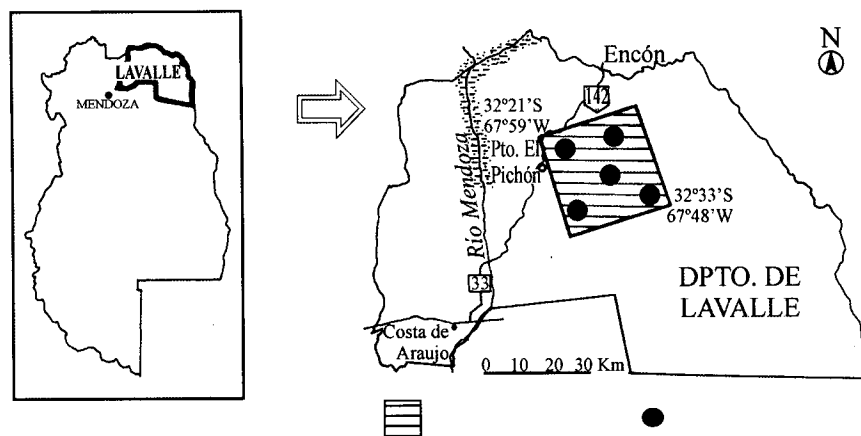 LAVALLE
MENDOZA
N
Encón
142
32°21'S
67°59'W
Pto. El
Pichón
32°33'S
67°48'W
Río Mendoza
33
DPTO. DE
LAVALLE
Costa de
Araujo
0 10 20 30 Km